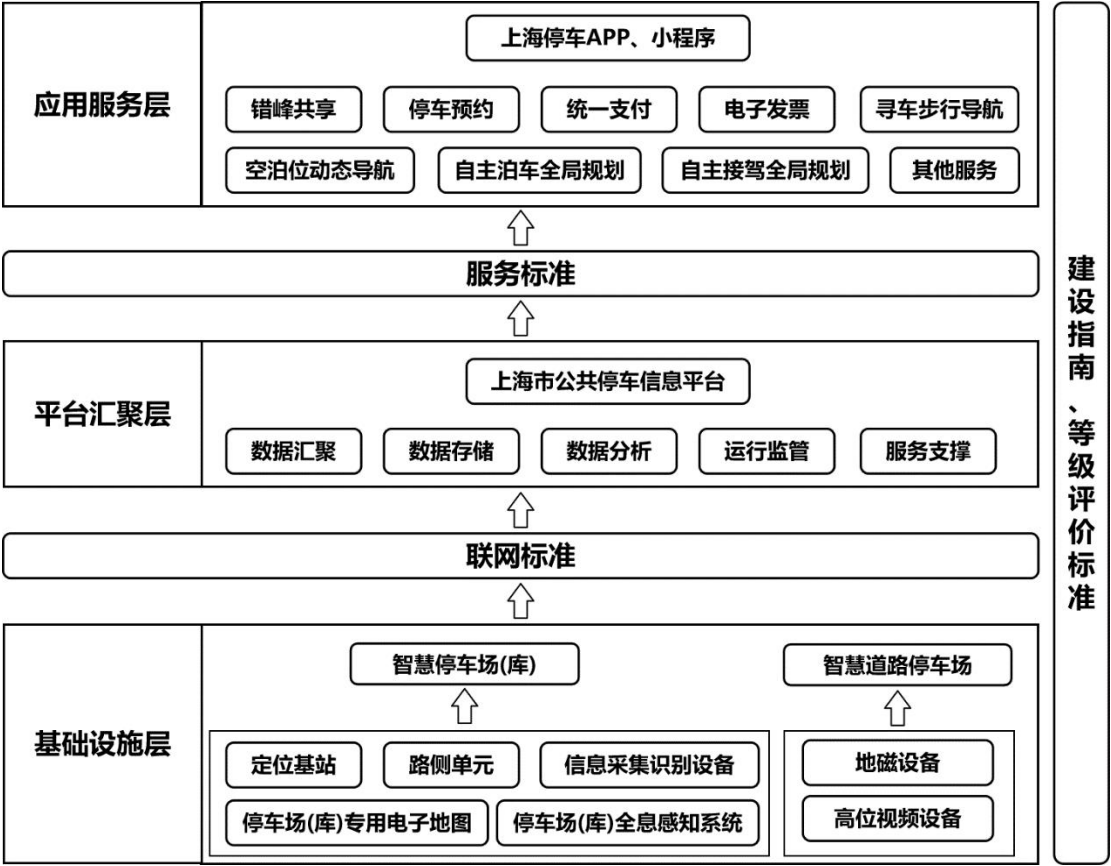 应用服务层
上海停车APP、小程序
错峰共享
停车预约
统一支付
电子发票
寻车步行导航
空泊位动态导航
自主泊车全局规划
自主接驾全局规划
其他服务
服务标准
平台汇聚层
上海市公共停车信息平台
数据汇聚
数据存储
数据分析
运行监管
服务支撑
联网标准
基础设施层
智慧停车场(库)
智慧道路停车场
定位基站
路侧单元
信息采集识别设备
停车场(库)专用电子地图
停车场(库)全息感知系统
地磁设备
高位视频设备
建设指南、等级评价标准